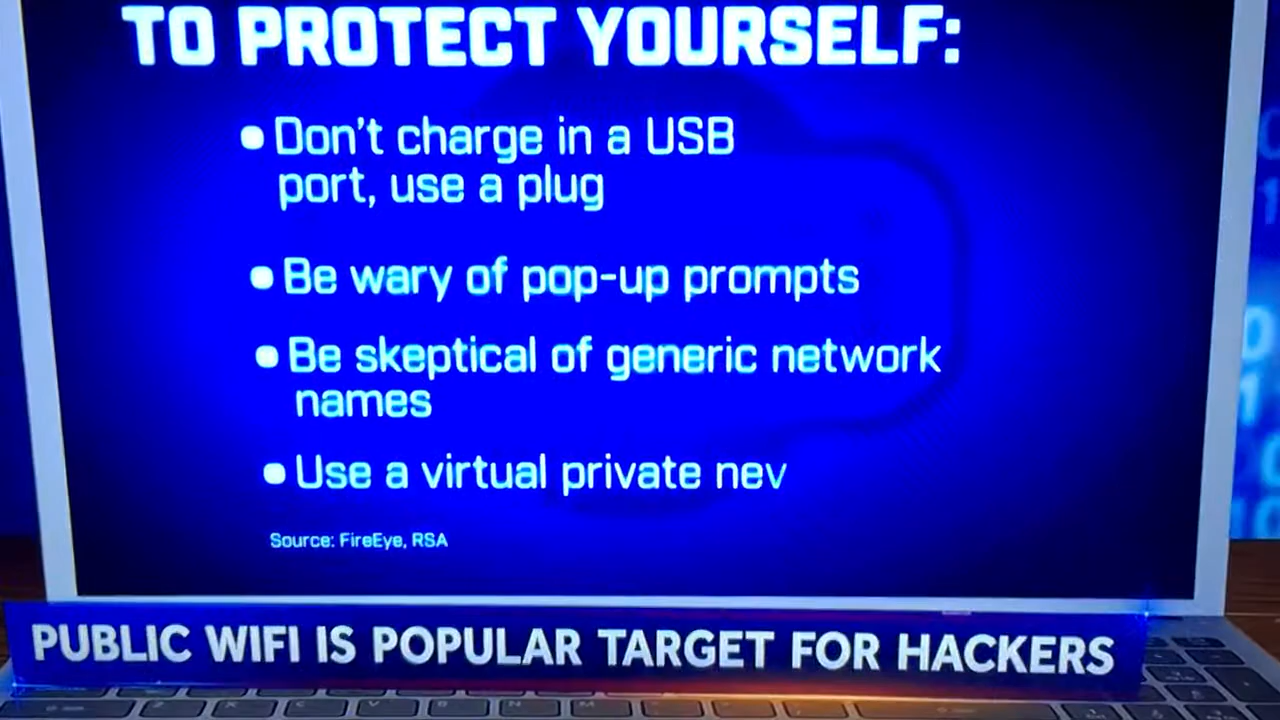 TO PROTECT YOURSELF:
• Don't charge in a USB
port, use a plug
• Be wary of pop-up prompts
• Be skeptical of generic network
names
• Use a virtual private nev
Source: FireEye, RSA
PUBLIC WIFI IS POPULAR TARGET FOR HACKERS